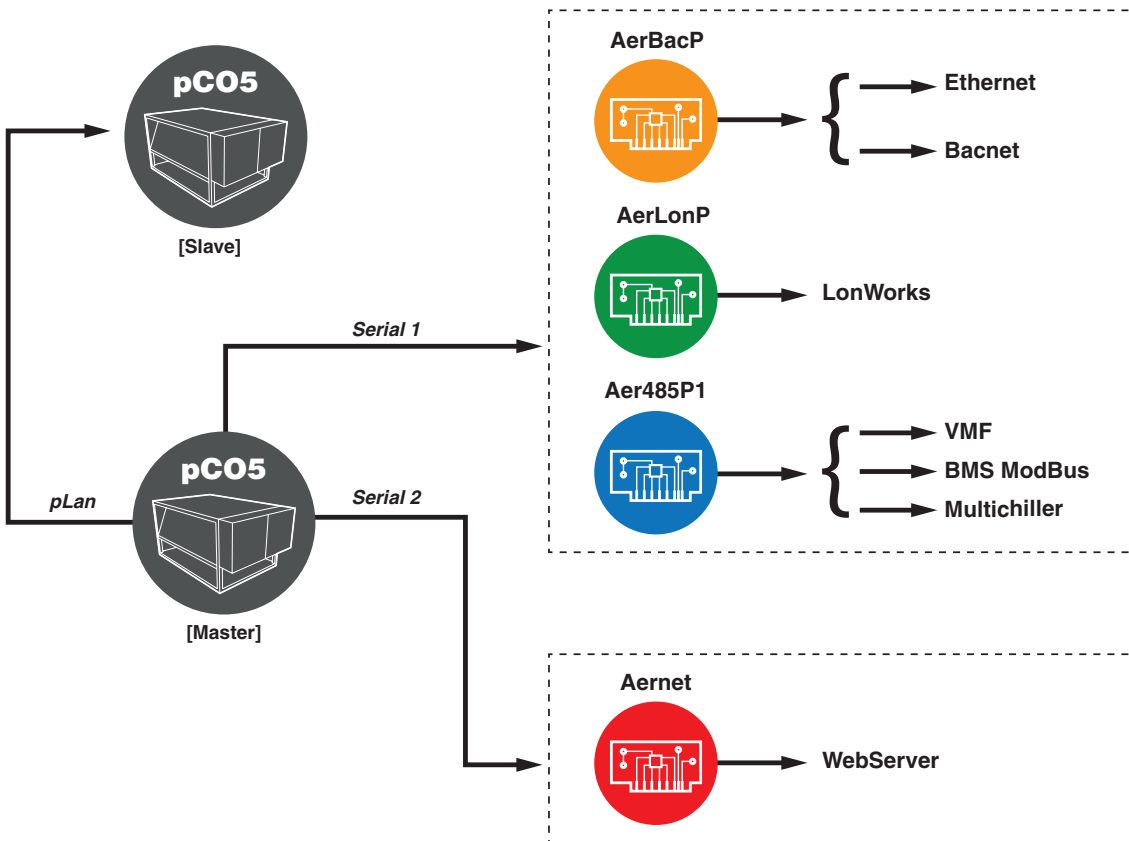 pCO5
[Slave]
pLan
pCO5
[Master]
Serial 1
Serial 2
AerBacP
Ethernet
Bacnet
AerLonP
LonWorks
Aer485P1
VMF
BMS ModBus
Multichiller
Aernet
WebServer